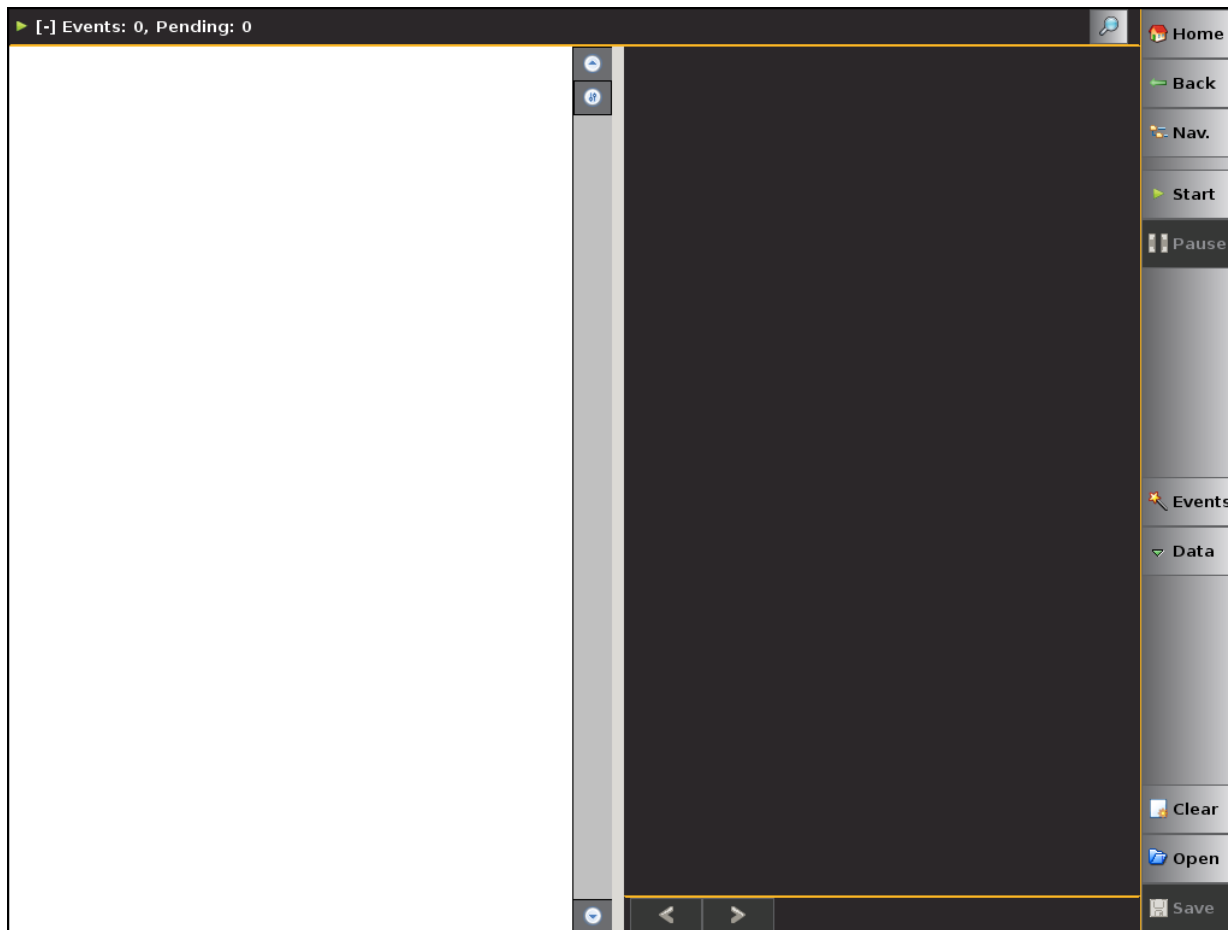 [-] Events: 0, Pending: 0
Home
Back
Nav.
Start
Pause
Events
Data
Clear
Open
Save